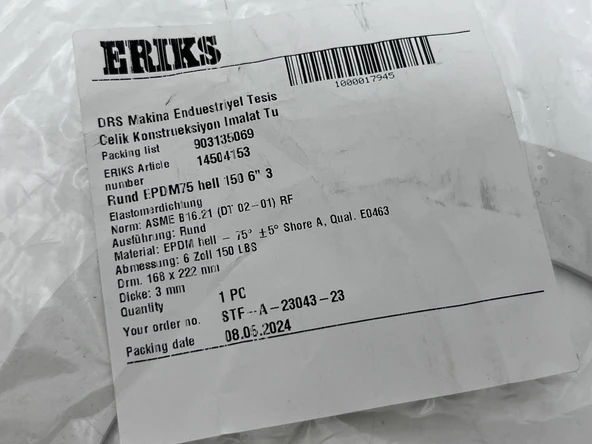 ERIKS
1000017945
DRS Makina Enduestriyel Tesis
Celik Konstrueksiyon Imalat Tu
Packing list 903135069
ERIKS Article number 14504153
Rund EPDM75 hell 150 6" 3
Elastomerdichtung
Norm: ASME B16.21 (DT 02-01) RF
Ausführung: Rund
Material: EPDM hell - 75° ±5° Shore A, Qual. E0463
Abmessung: 6 Zoll 150 LBS
Drm. 168 x 222 mm
Dicke: 3 mm
Quantity 1 PC
Your order no. STF-A-23043-23
Packing date 08.05.2024